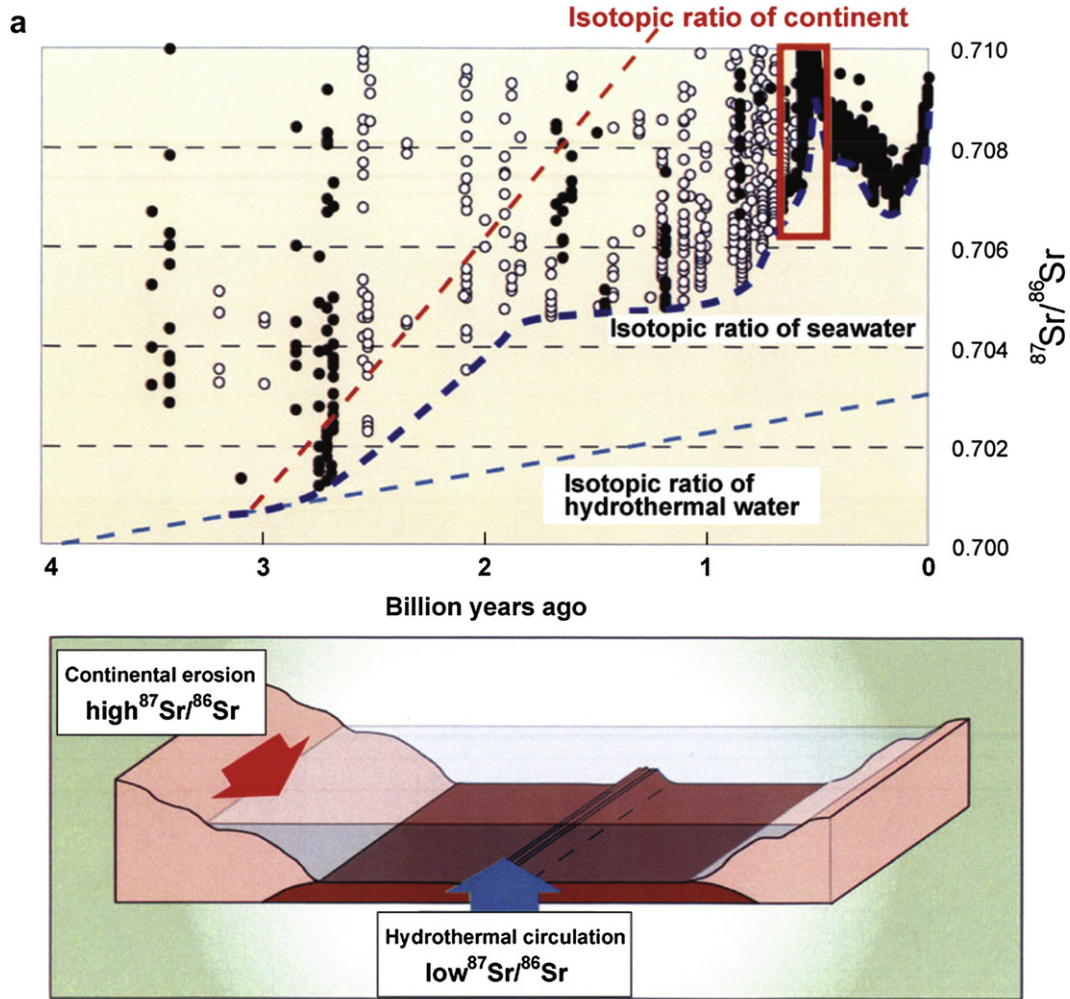 a
Isotopic ratio of continent
0.710
0.708
0.706
0.704
0.702
0.700
⁸⁷Sr/⁸⁶Sr
Isotopic ratio of seawater
Isotopic ratio of
hydrothermal water
4 3 2 1 0
Billion years ago
Continental erosion
high⁸⁷Sr/⁸⁶Sr
Hydrothermal circulation
low⁸⁷Sr/⁸⁶Sr